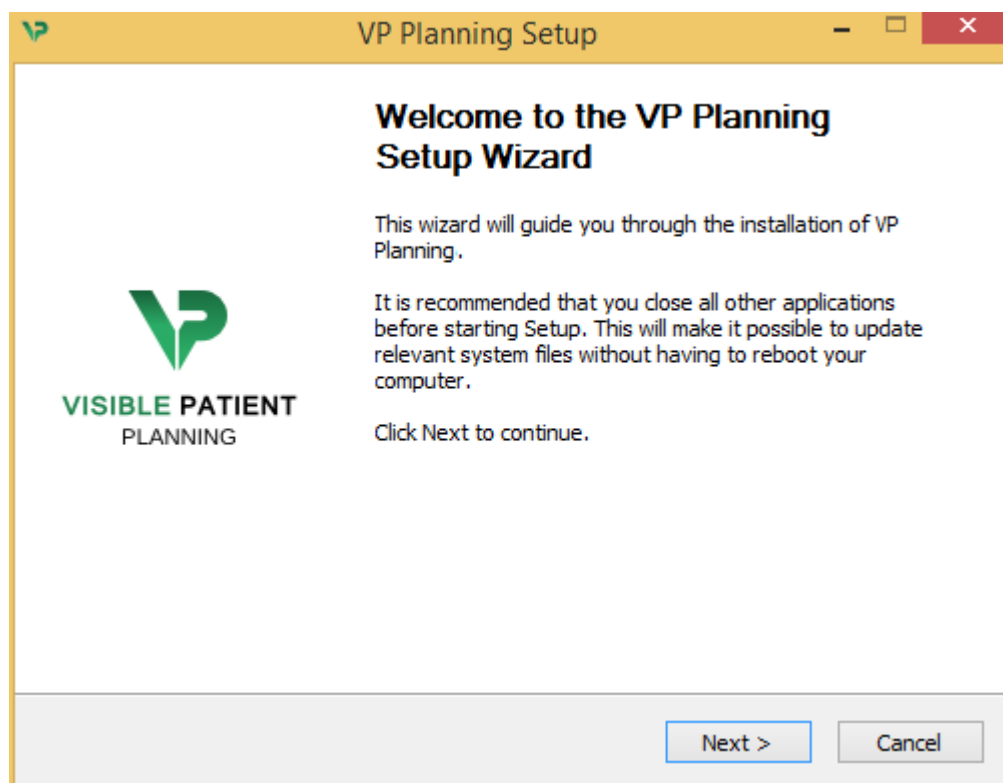 VP Planning Setup
Welcome to the VP Planning
Setup Wizard
This wizard will guide you through the installation of VP
Planning.
It is recommended that you close all other applications
before starting Setup. This will make it possible to update
relevant system files without having to reboot your
computer.
Click Next to continue.
VP
VISIBLE PATIENT
PLANNING
Next >
Cancel